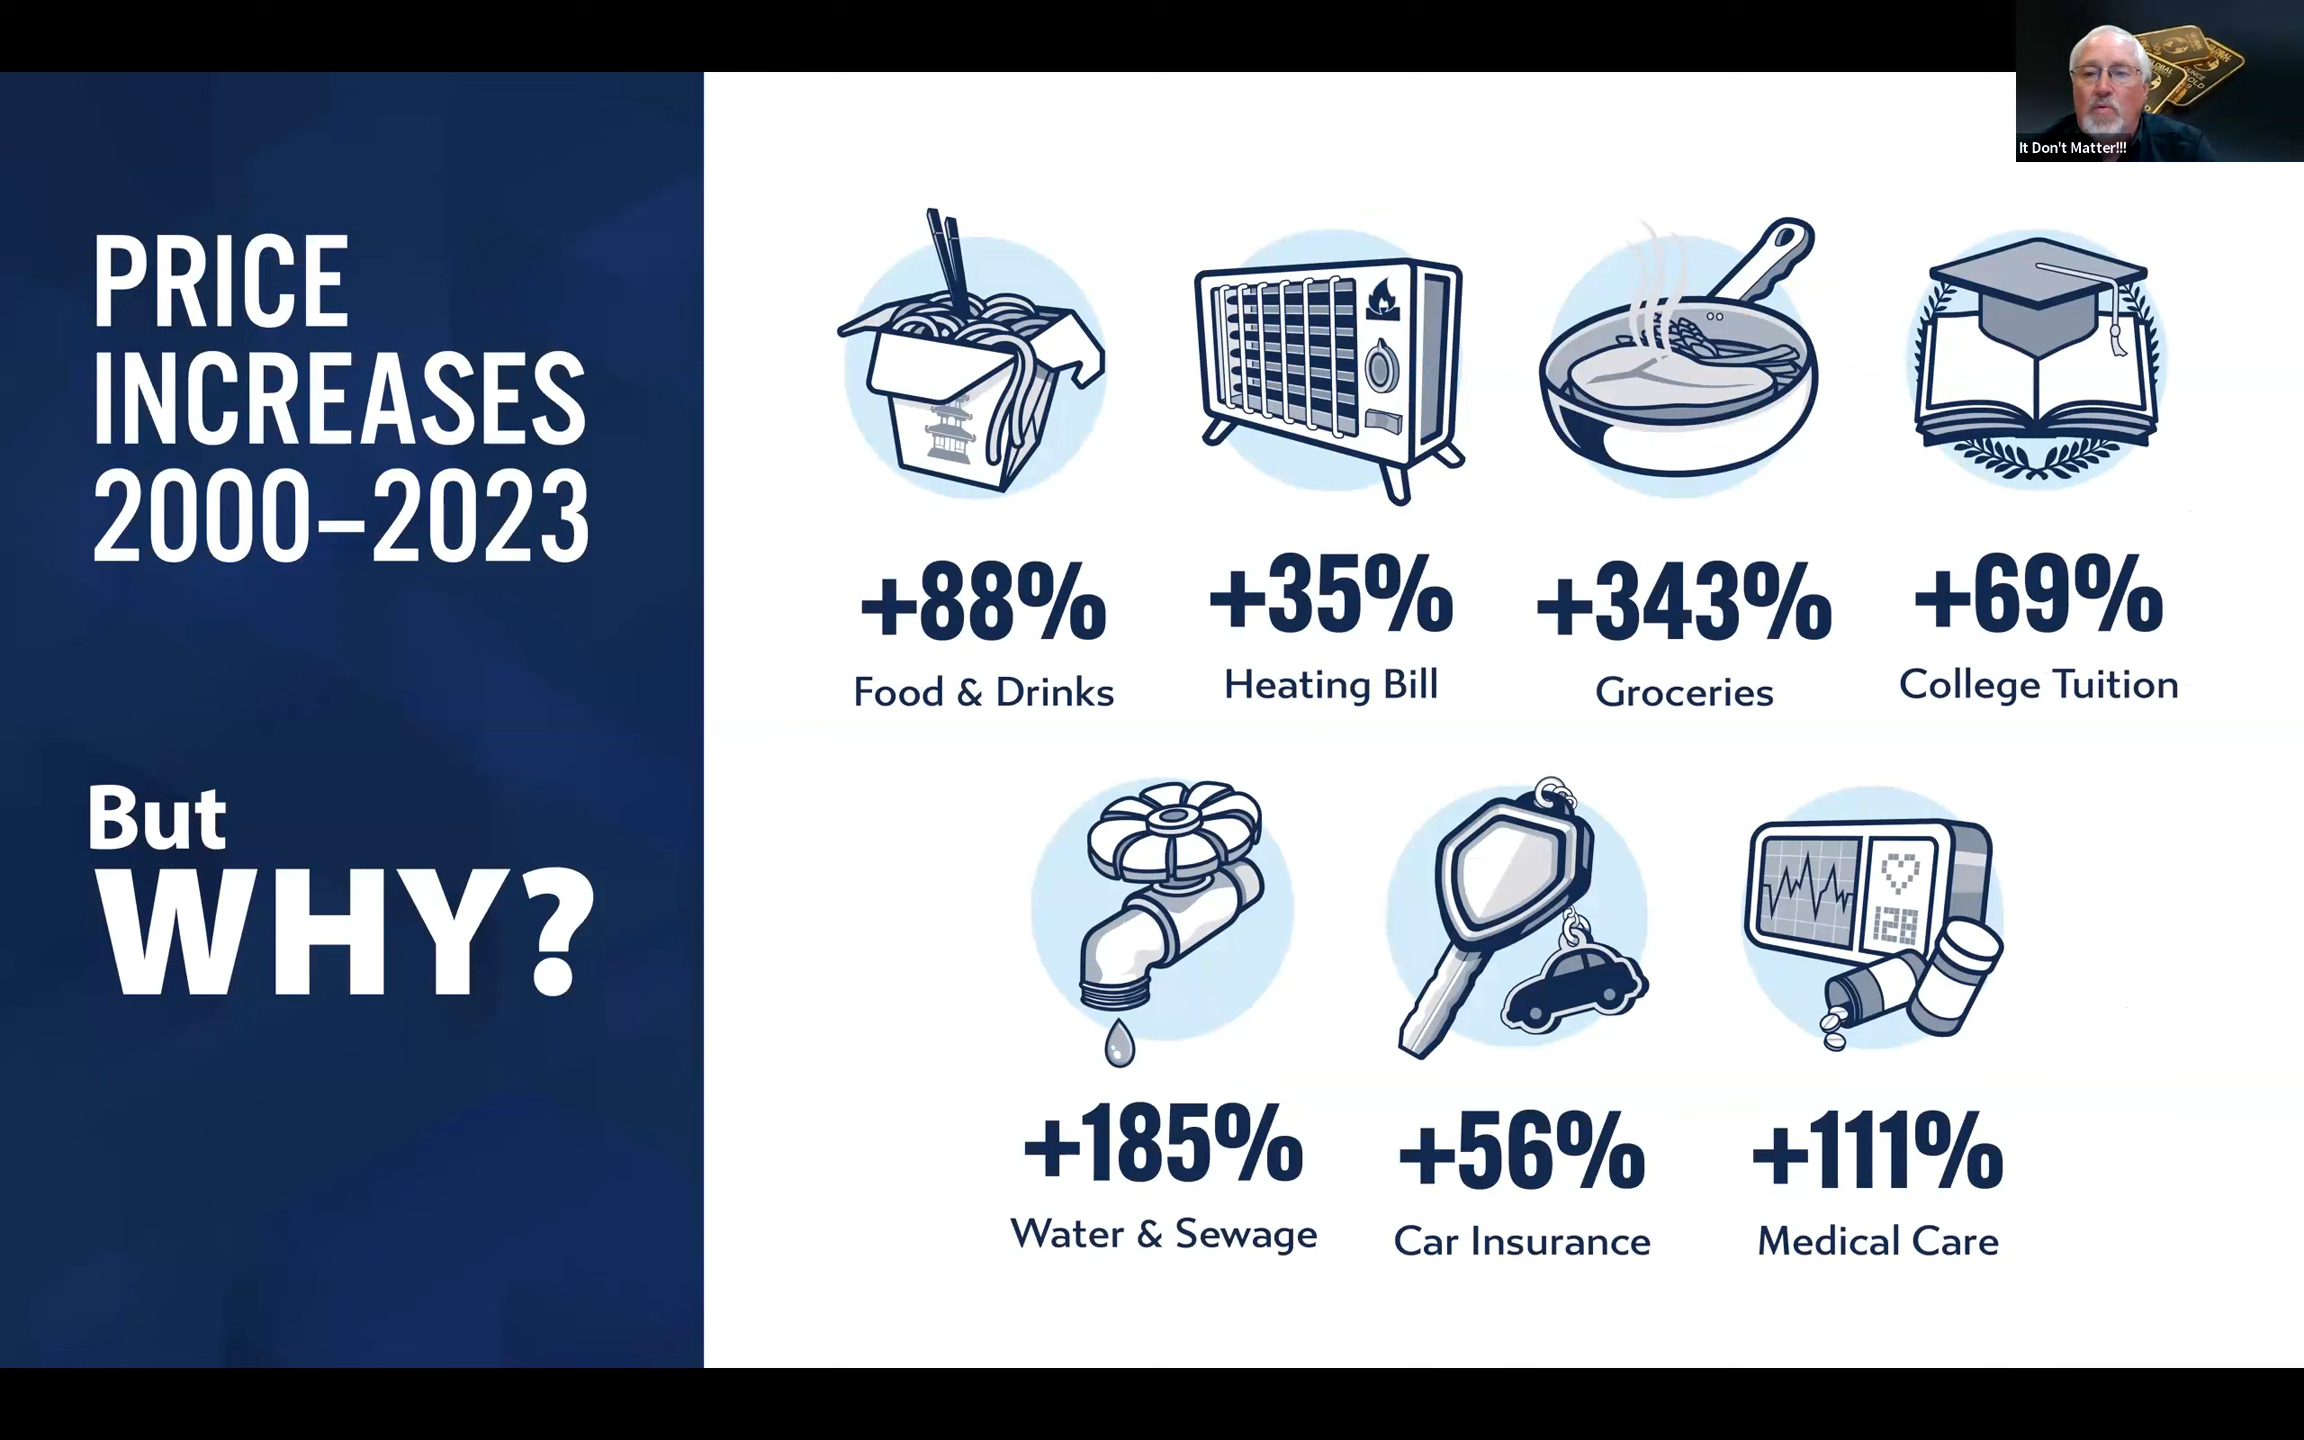 PRICE
INCREASES
2000–2023
But
WHY?
+88%
Food & Drinks
+35%
Heating Bill
+343%
Groceries
+69%
College Tuition
+185%
Water & Sewage
+56%
Car Insurance
+111%
Medical Care
It Don't Matter!!!